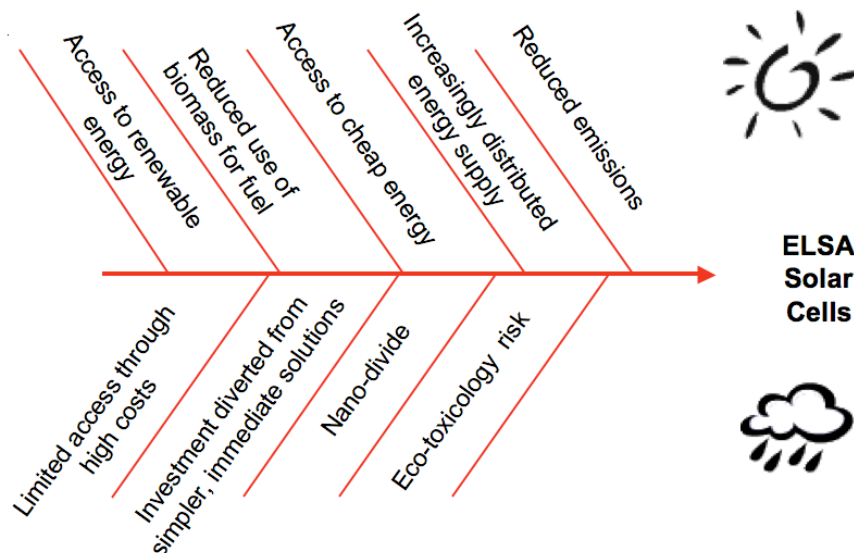 Access to renewable
energy
Reduced use of
biomass for fuel
Access to cheap energy
Increasingly distributed
energy supply
Reduced emissions
ELSA
Solar
Cells
Limited access through
high costs
Investment diverted from
simpler, immediate solutions
Nano-divide
Eco-toxicology risk